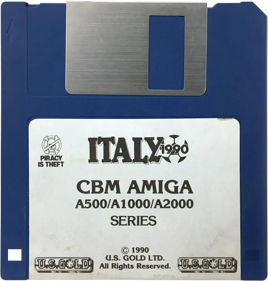 PIRACY
IS THEFT
ITALY 1990
CBM AMIGA
A500/A1000/A2000
SERIES
© 1990
U.S. GOLD LTD.
All Rights Reserved.
U.S. GOLD
U.S. GOLD